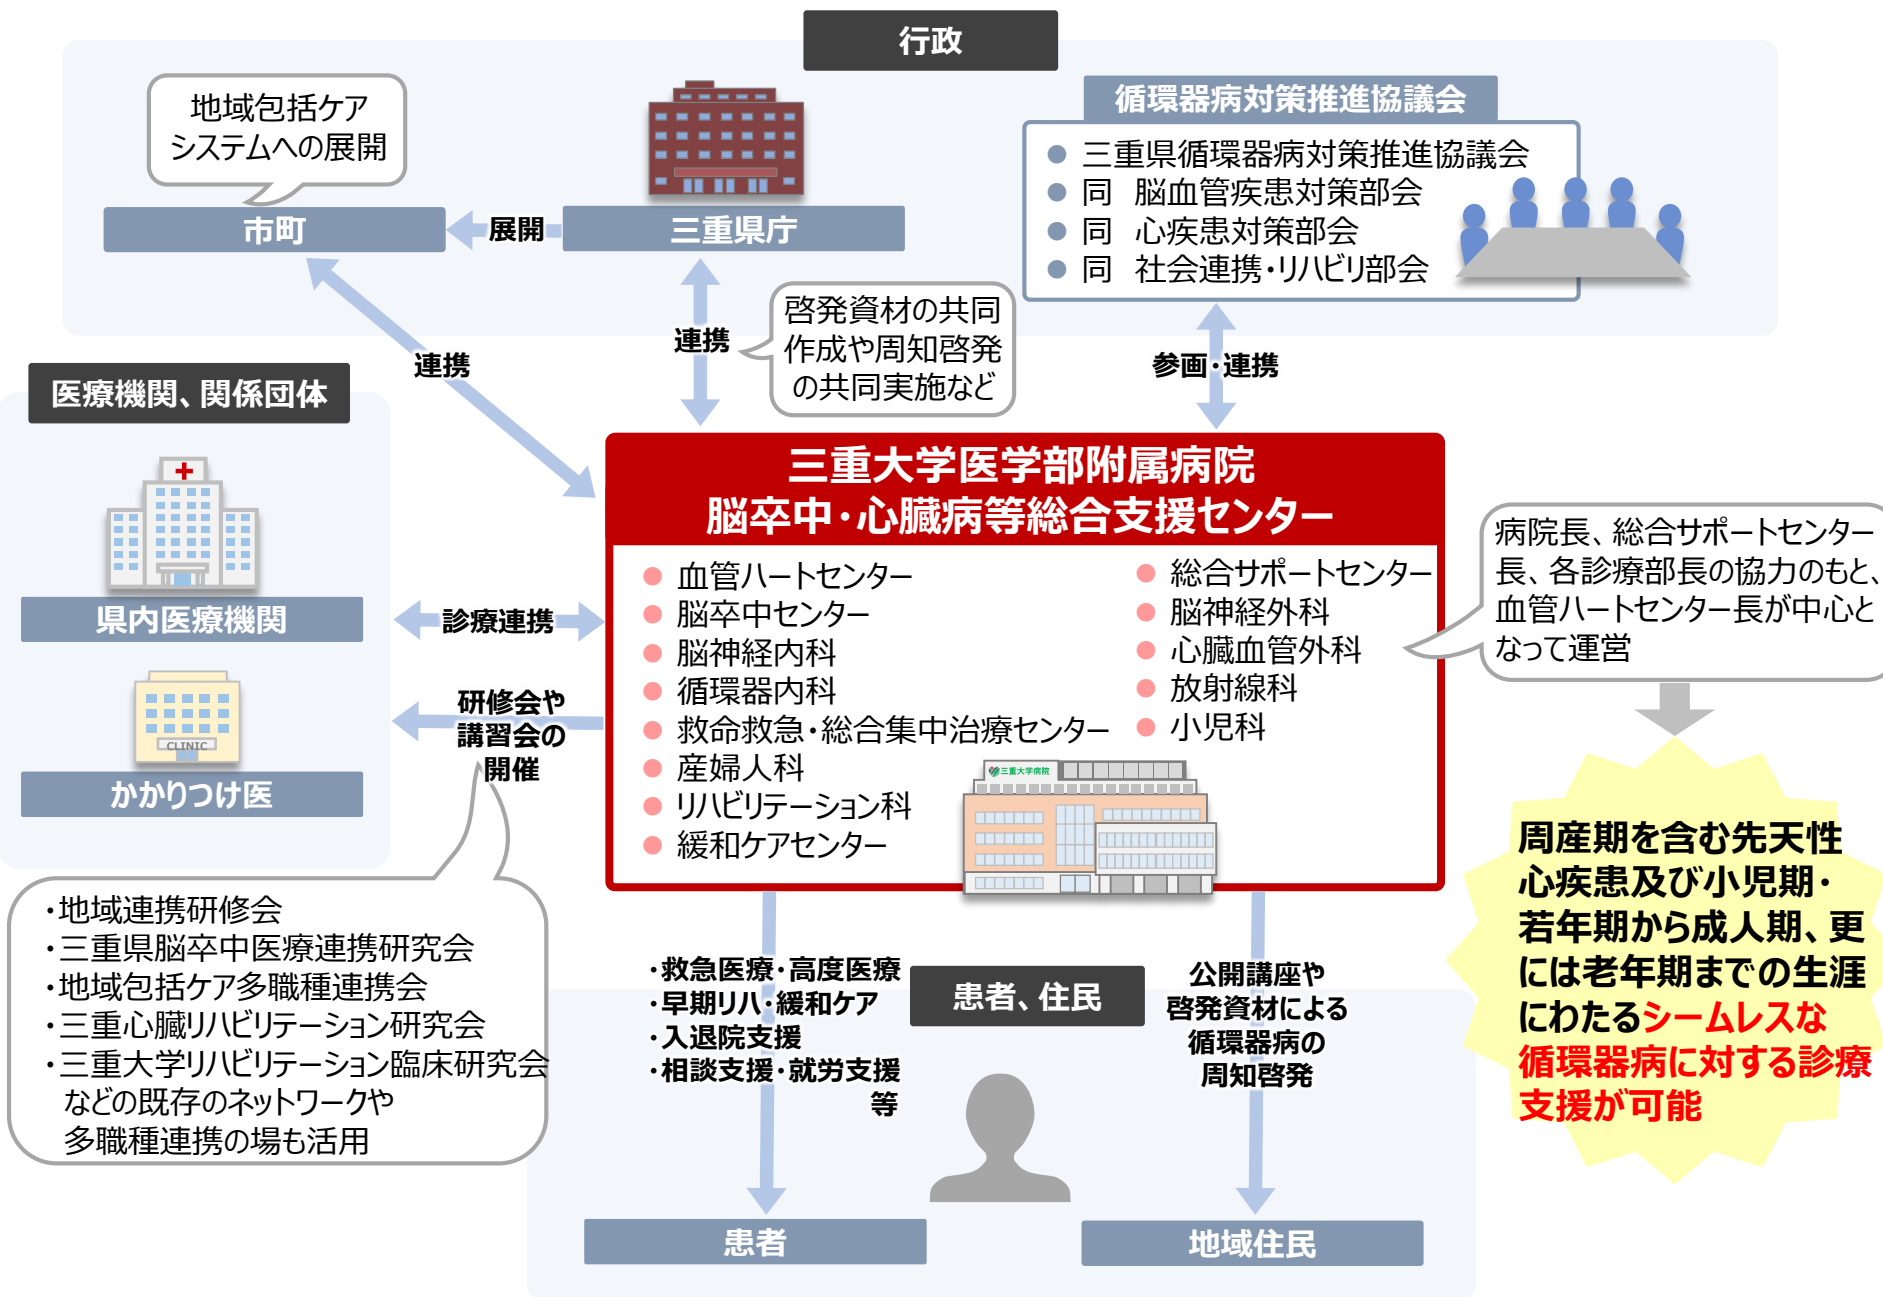 行政
地域包括ケア
システムへの展開
市町
展開
三重県庁
循環器病対策推進協議会
● 三重県循環器病対策推進協議会
● 同　脳血管疾患対策部会
● 同　心疾患対策部会
● 同　社会連携・リハビリ部会
連携
連携
啓発資材の共同
作成や周知啓発
の共同実施など
参画・連携
医療機関、関係団体
県内医療機関
CLINIC
かかりつけ医
診療連携
研修会や
講習会の
開催
・地域連携研修会
・三重県脳卒中医療連携研究会
・地域包括ケア多職種連携会
・三重心臓リハビリテーション研究会
・三重大学リハビリテーション臨床研究会
などの既存のネットワークや
多職種連携の場も活用
三重大学医学部附属病院
脳卒中・心臓病等総合支援センター
● 血管ハートセンター
● 脳卒中センター
● 脳神経内科
● 循環器内科
● 救命救急・総合集中治療センター
● 産婦人科
● リハビリテーション科
● 緩和ケアセンター
● 総合サポートセンター
● 脳神経外科
● 心臓血管外科
● 放射線科
● 小児科
三重大学病院
病院長、総合サポートセンター
長、各診療部長の協力のもと、
血管ハートセンター長が中心と
なって運営
周産期を含む先天性
心疾患及び小児期・
若年期から成人期、更
には老年期までの生涯
にわたるシームレスな
循環器病に対する診療
支援が可能
・救急医療・高度医療
・早期リハ・緩和ケア
・入退院支援
・相談支援・就労支援
等
患者、住民
公開講座や
啓発資材による
循環器病の
周知啓発
患者
地域住民